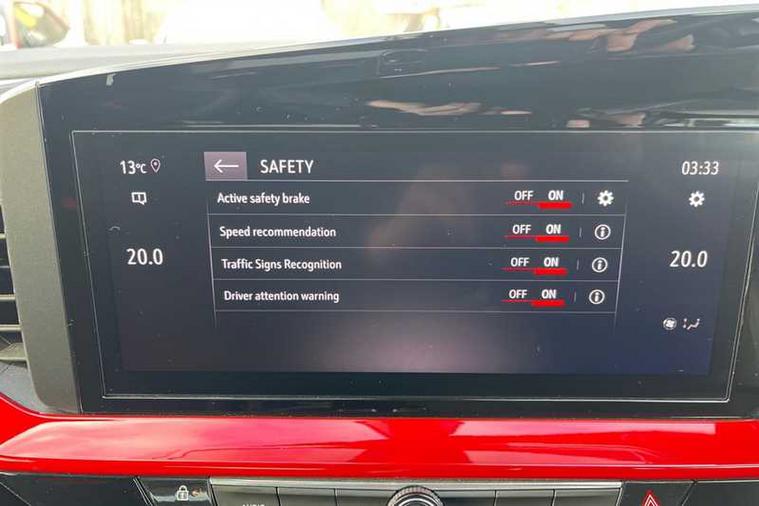 13°C
SAFETY
03:33
Active safety brake OFF ON
Speed recommendation OFF ON
20.0
20.0
Traffic Signs Recognition OFF ON
Driver attention warning OFF ON
AUDIO